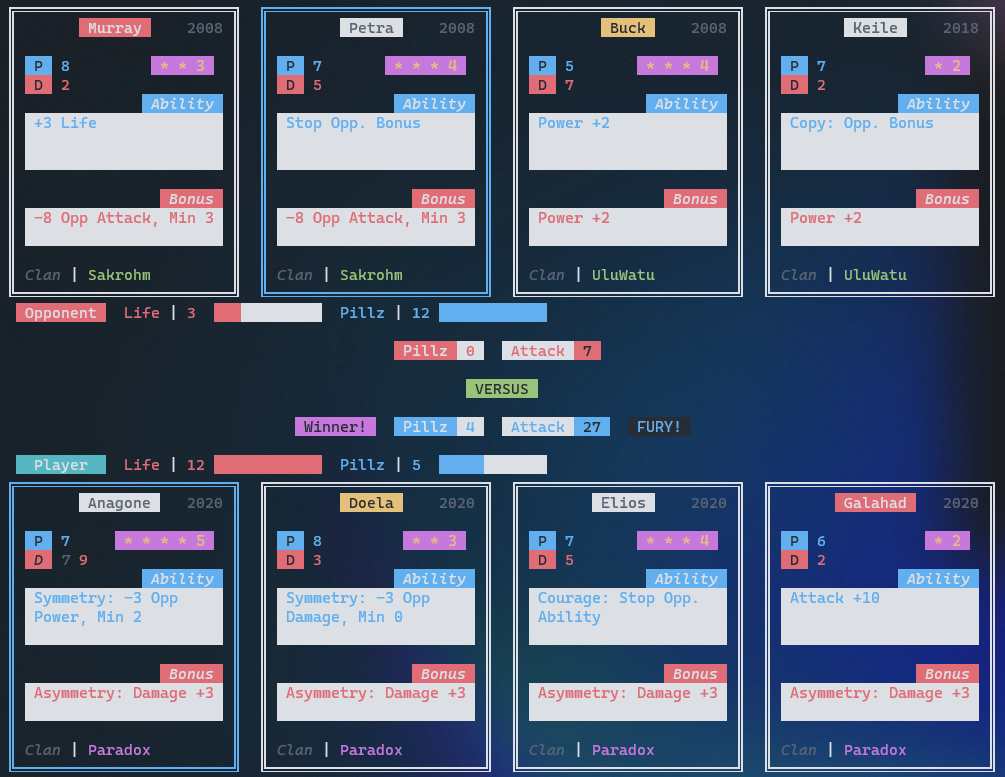 Murray 2008
P 8 * * 3
D 2
Ability
+3 Life
Bonus
-8 Opp Attack, Min 3
Clan | Sakrohm
Petra 2008
P 7 * * * 4
D 5
Ability
Stop Opp. Bonus
Bonus
-8 Opp Attack, Min 3
Clan | Sakrohm
Buck 2008
P 5 * * * 4
D 7
Ability
Power +2
Bonus
Power +2
Clan | UluWatu
Keile 2018
P 7 * 2
D 2
Ability
Copy: Opp. Bonus
Bonus
Power +2
Clan | UluWatu
Opponent Life | 3 Pillz | 12
Pillz 0 Attack 7
VERSUS
Winner! Pillz 4 Attack 27 FURY!
Player Life | 12 Pillz | 5
Anagone 2020
P 7 * * * * 5
D 7 9
Ability
Symmetry: -3 Opp
Power, Min 2
Bonus
Asymmetry: Damage +3
Clan | Paradox
Doela 2020
P 8 * * 3
D 3
Ability
Symmetry: -3 Opp
Damage, Min 0
Bonus
Asymmetry: Damage +3
Clan | Paradox
Elios 2020
P 7 * * * 4
D 5
Ability
Courage: Stop Opp.
Ability
Bonus
Asymmetry: Damage +3
Clan | Paradox
Galahad 2020
P 6 * 2
D 2
Ability
Attack +10
Bonus
Asymmetry: Damage +3
Clan | Paradox